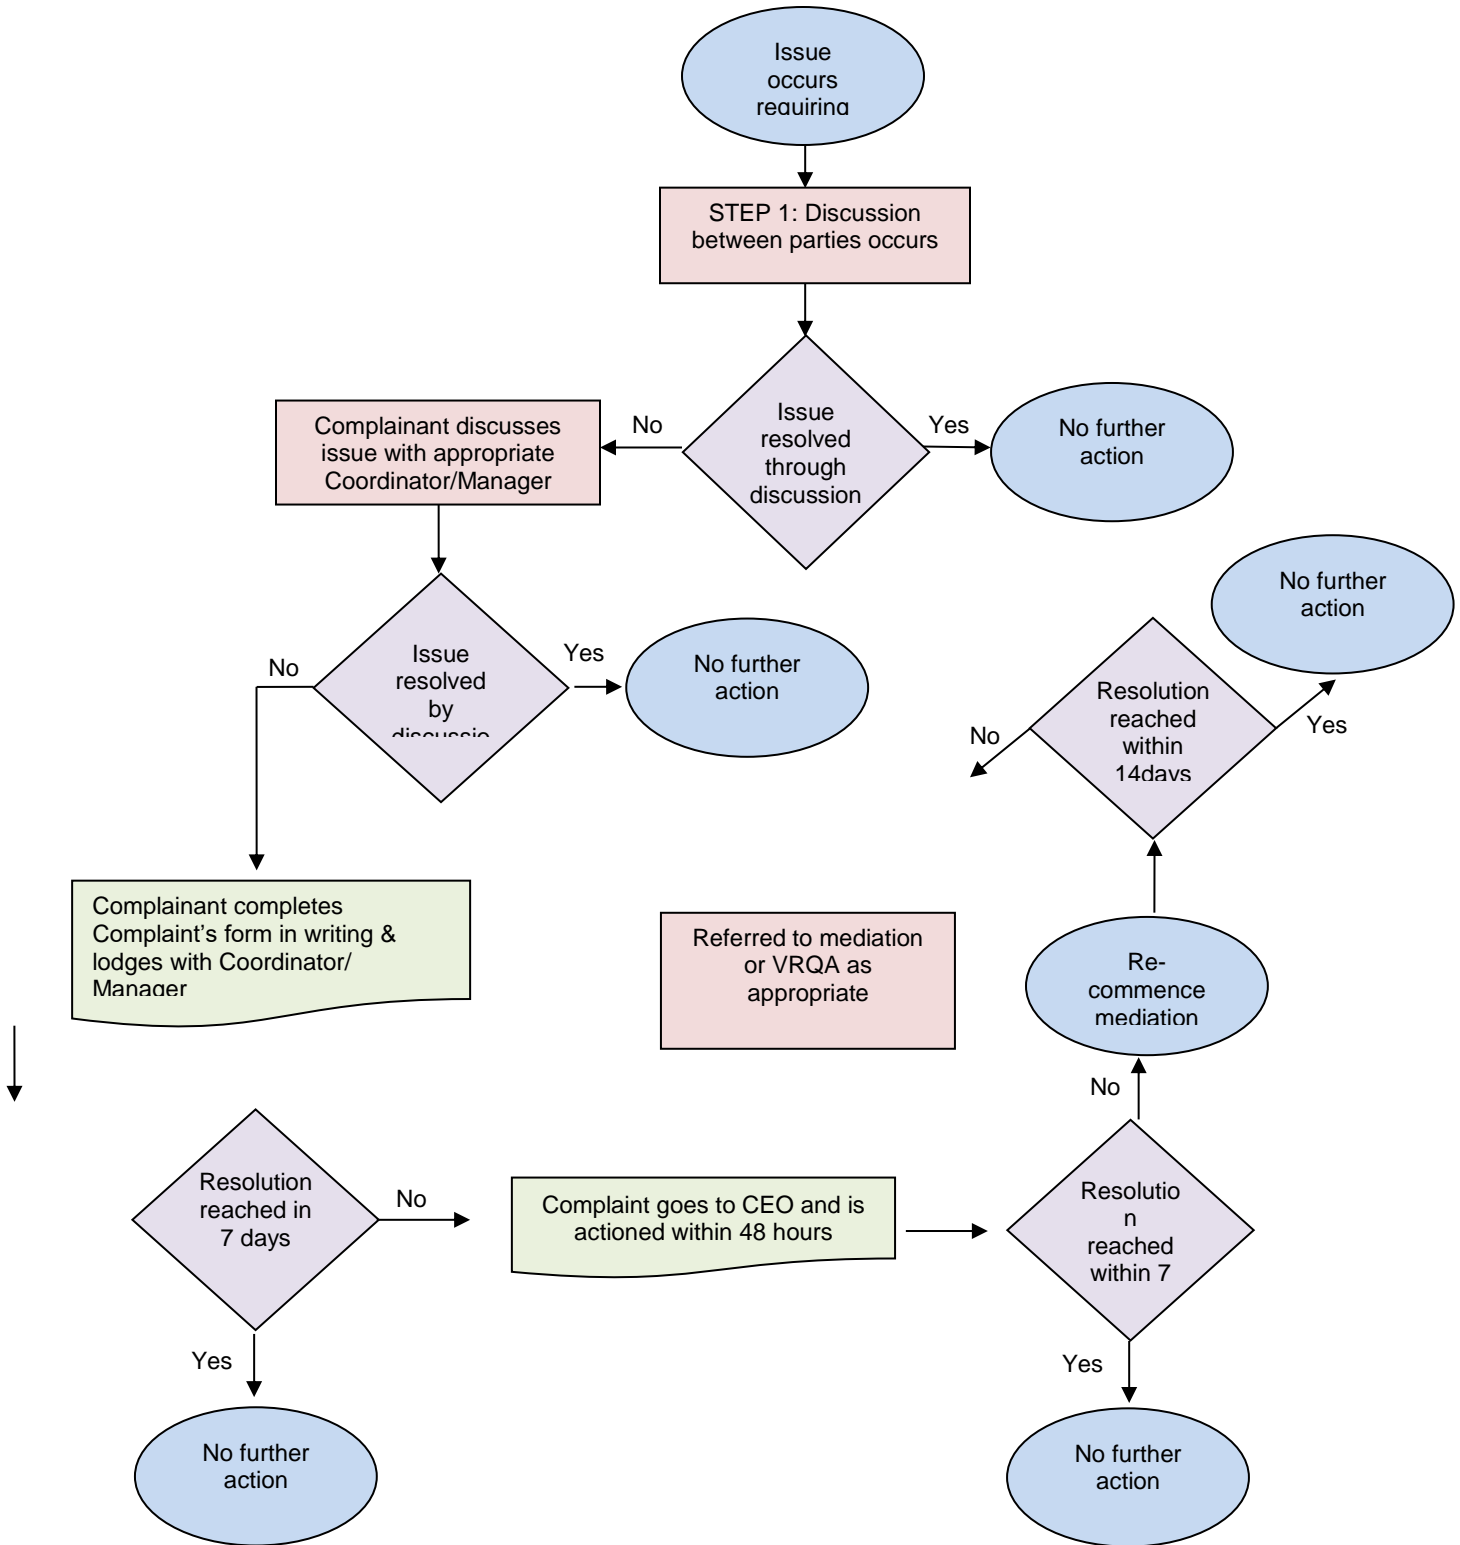 Issue
occurs
requiring
STEP 1: Discussion
between parties occurs
Issue
resolved
through
discussion
No
Yes
Complainant discusses
issue with appropriate
Coordinator/Manager
No further
action
Issue
resolved
by
discussio
No
Yes
No further
action
No further
action
Resolution
reached
within
14days
No
Yes
Complainant completes
Complaint's form in writing &
lodges with Coordinator/
Manager
Referred to mediation
or VRQA as
appropriate
Re-
commence
mediation
No
Resolution
reached in
7 days
No
Complaint goes to CEO and is
actioned within 48 hours
Resolutio
n
reached
within 7
Yes
Yes
No further
action
No further
action